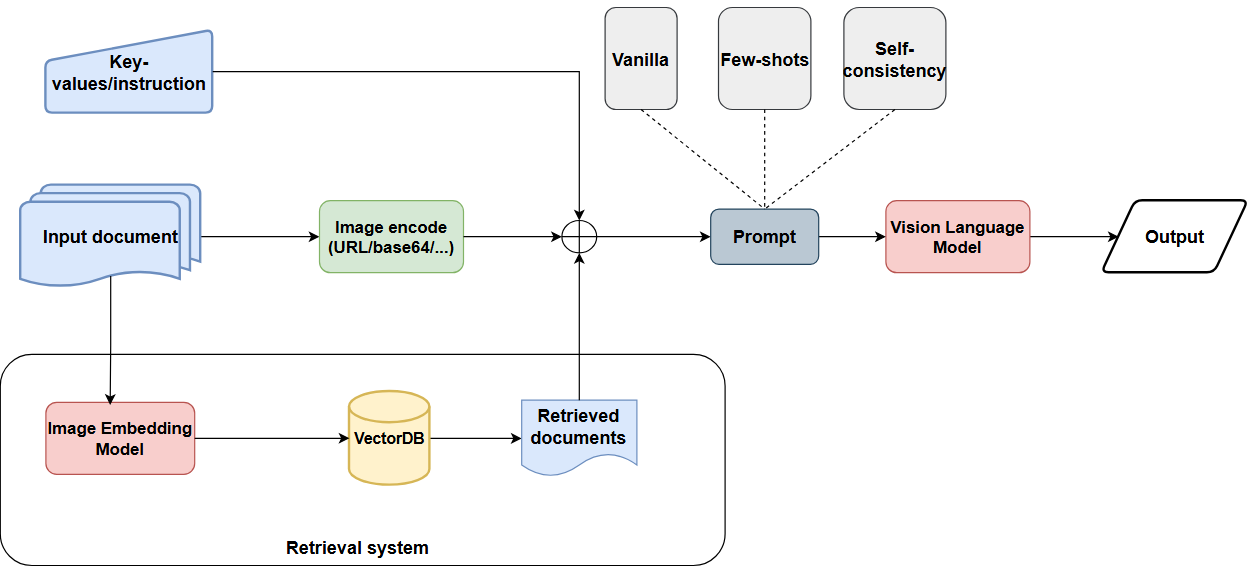 Key-
values/instruction
Vanilla
Few-shots
Self-
consistency
Input document
Image encode
(URL/base64/...)
Prompt
Vision Language
Model
Output
Image Embedding
Model
VectorDB
Retrieved
documents
Retrieval system